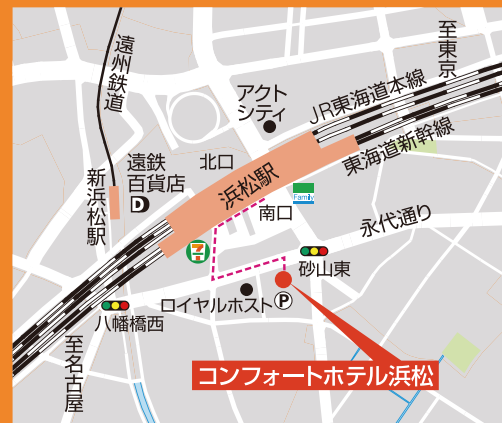 至東京
遠州鉄道
アクト
シティ
JR東海道本線
東海道新幹線
遠鉄
百貨店
D
北口
浜松駅
新浜松駅
南口
Family
永代通り
7
砂山東
ロイヤルホスト
P
八幡橋西
至名古屋
コンフォートホテル浜松